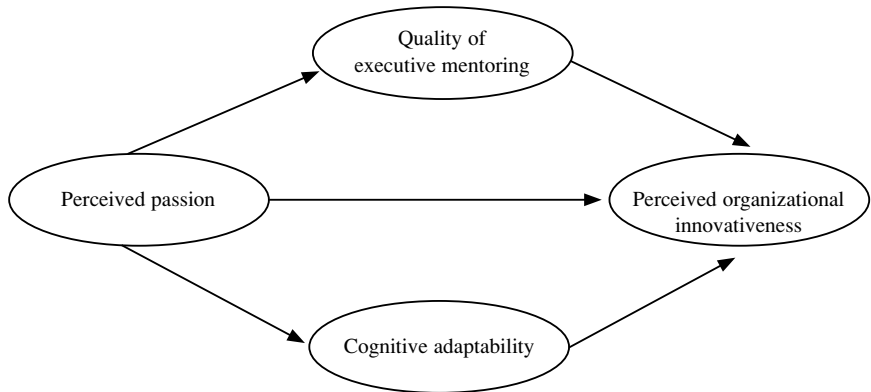 Quality of
executive mentoring
Perceived passion
Perceived organizational
innovativeness
Cognitive adaptability